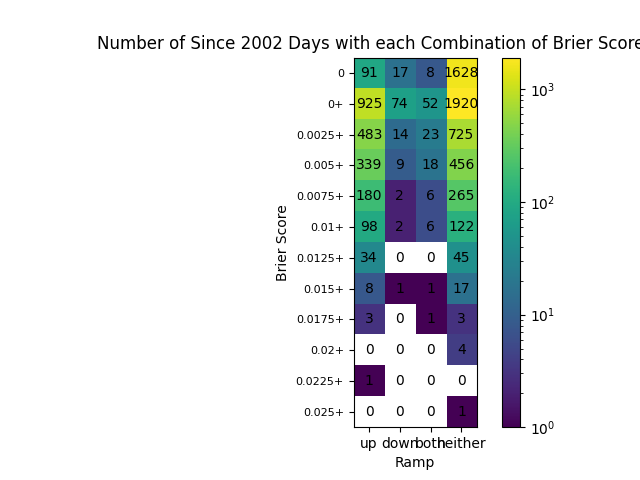 Number of Since 2002 Days with each Combination of Brier Score
Brier Score
0 91 17 8 1628
0+ 925 74 52 1920
0.0025+ 483 14 23 725
0.005+ 339 9 18 456
0.0075+ 180 2 6 265
0.01+ 98 2 6 122
0.0125+ 34 0 0 45
0.015+ 8 1 1 17
0.0175+ 3 0 1 3
0.02+ 0 0 0 4
0.0225+ 1 0 0 0
0.025+ 0 0 0 1
up down both neither
Ramp
10³
10²
10¹
10⁰